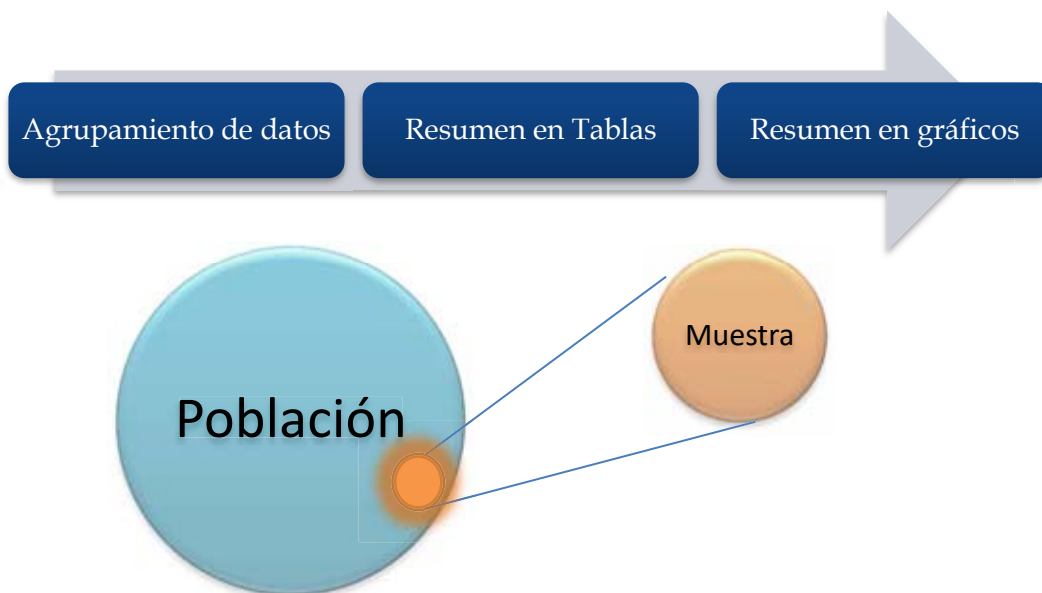 Agrupamiento de datos
Resumen en Tablas
Resumen en gráficos
Población
Muestra